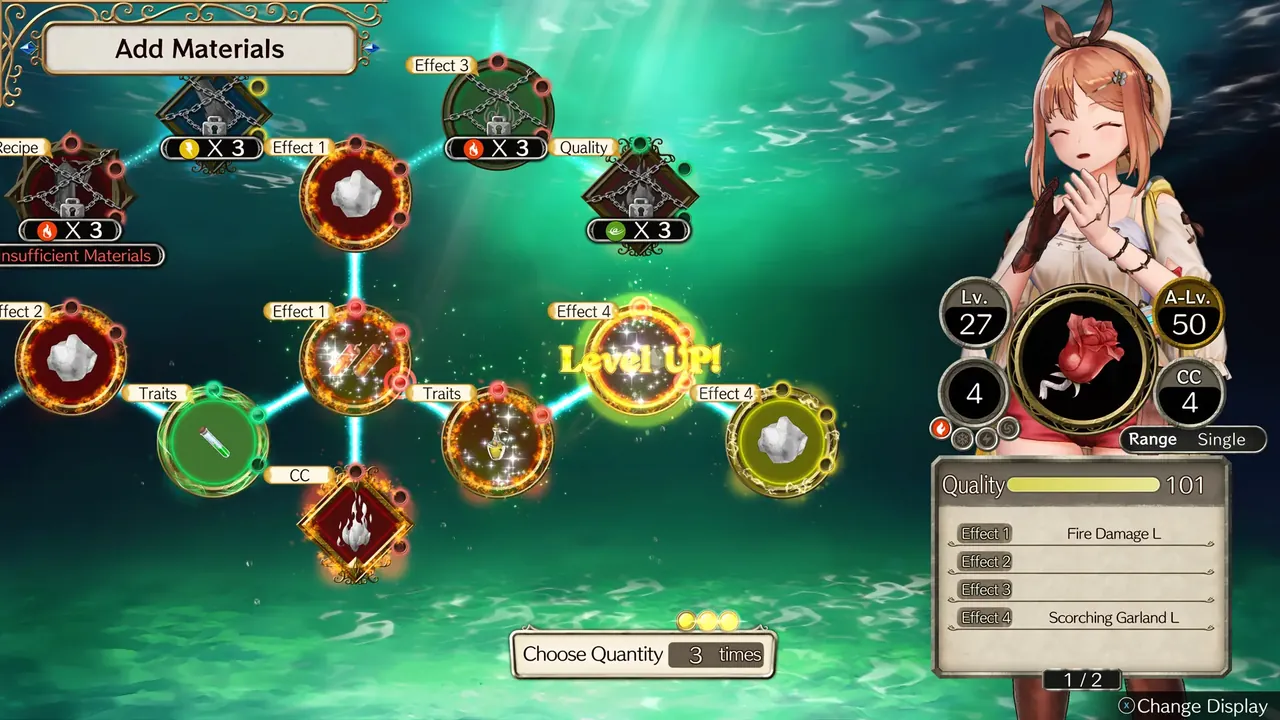 Add Materials
Effect 3
Recipe
X 3
Effect 1
X 3
Quality
X 3
X 3
nsufficient Materials
ffect 2
Effect 1
Effect 4
Level UP!
Traits
Traits
Effect 4
CC
Choose Quantity 3 times
Lv.
27
A-Lv.
50
4
CC
4
Range Single
Quality 101
Effect 1 Fire Damage L
Effect 2
Effect 3
Effect 4 Scorching Garland L
1 / 2
X Change Display